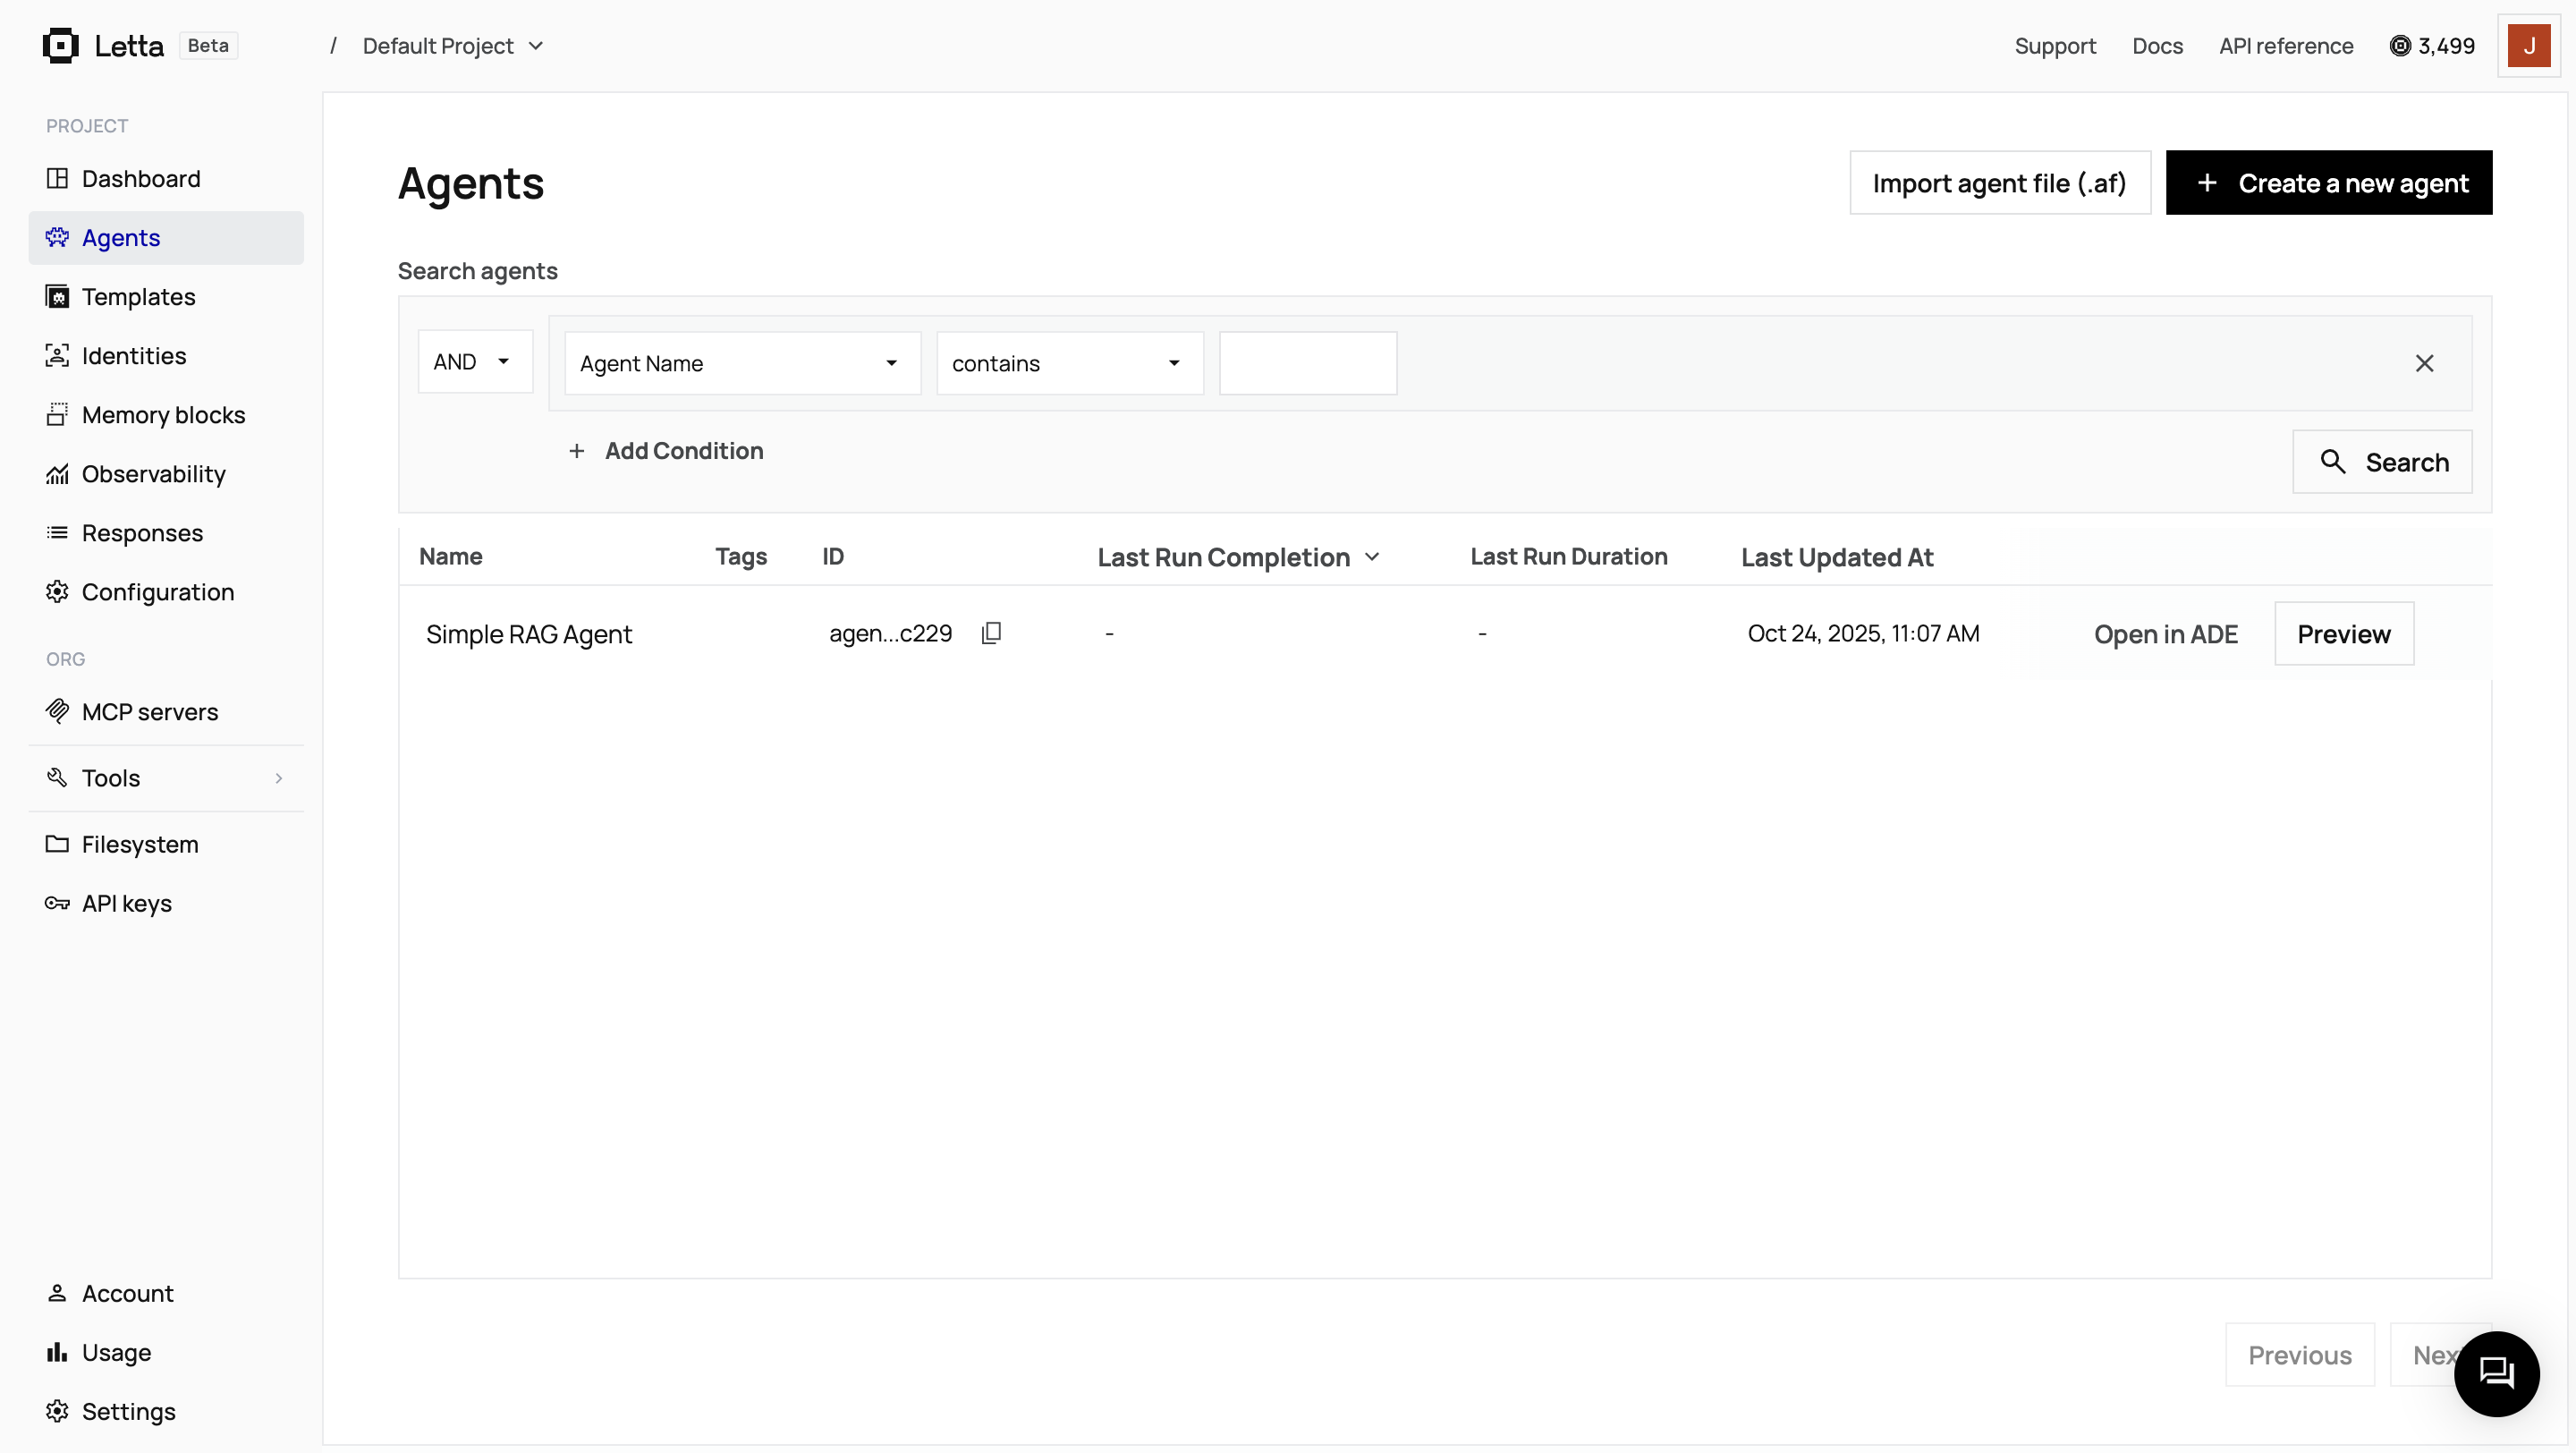 Letta Beta / Default Project Support Docs API reference 3,499 J
PROJECT
Dashboard
Agents
Templates
Identities
Memory blocks
Observability
Responses
Configuration
ORG
MCP servers
Tools
Filesystem
API keys
Account
Usage
Settings
Agents
Import agent file (.af) + Create a new agent
Search agents
AND Agent Name contains
+ Add Condition
Search
Name Tags ID Last Run Completion Last Run Duration Last Updated At
Simple RAG Agent agen...c229 - - Oct 24, 2025, 11:07 AM Open in ADE Preview
Previous